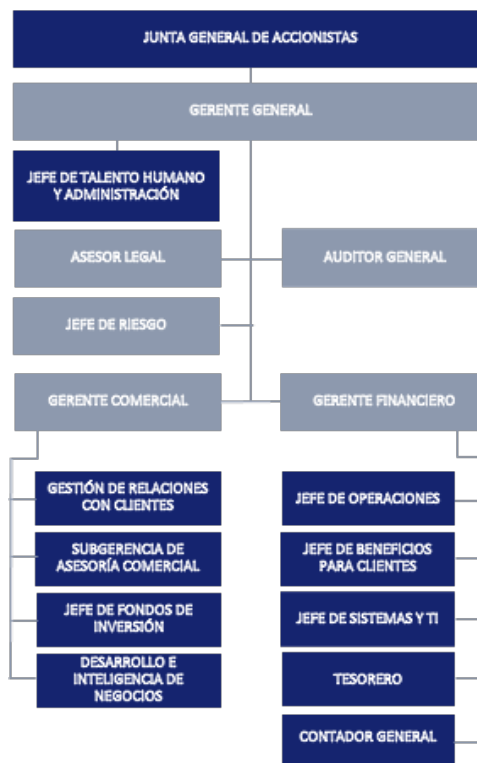 JUNTA GENERAL DE ACCIONISTAS
GERENTE GENERAL
JEFE DE TALENTO HUMANO
Y ADMINISTRACIÓN
ASESOR LEGAL
AUDITOR GENERAL
JEFE DE RIESGO
GERENTE COMERCIAL
GERENTE FINANCIERO
GESTIÓN DE RELACIONES
CON CLIENTES
SUBGERENCIA DE
ASESORÍA COMERCIAL
JEFE DE FONDOS DE
INVERSIÓN
DESARROLLO E
INTELIGENCIA DE
NEGOCIOS
JEFE DE OPERACIONES
JEFE DE BENEFICIOS
PARA CLIENTES
JEFE DE SISTEMAS Y TI
TESORERO
CONTADOR GENERAL